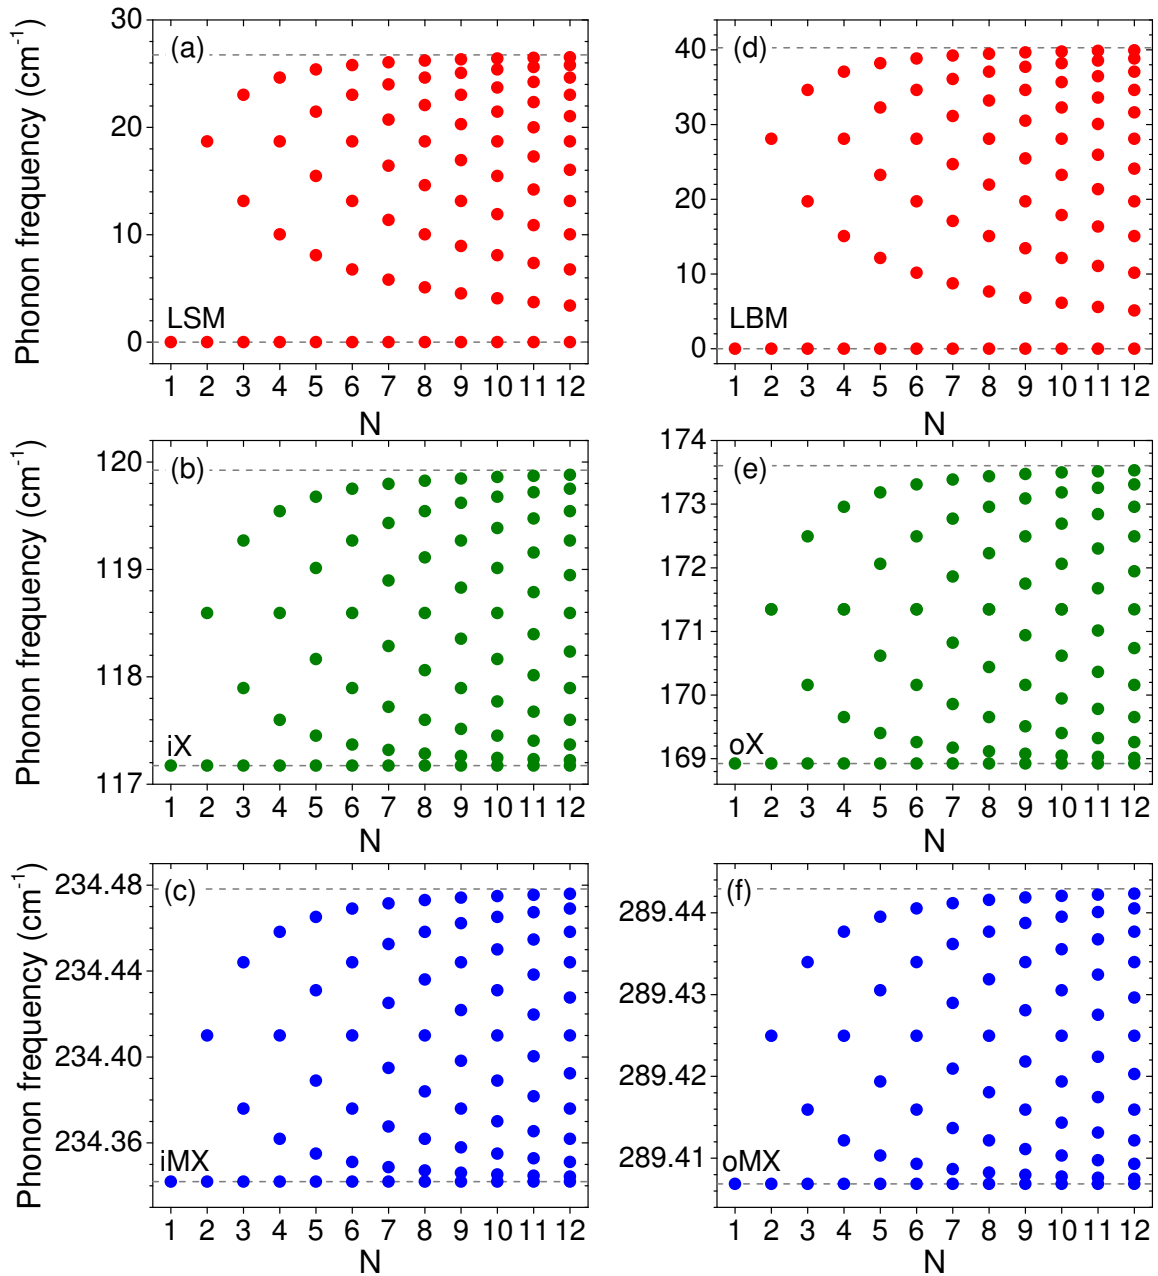 (a)
Phonon frequency (cm-1)
30
20
10
0
LSM
1 2 3 4 5 6 7 8 9 10 11 12
N
(d)
40
30
20
10
0
LBM
1 2 3 4 5 6 7 8 9 10 11 12
N
(b)
Phonon frequency (cm-1)
120
119
118
117
iX
1 2 3 4 5 6 7 8 9 10 11 12
N
(e)
174
173
172
171
170
169
oX
1 2 3 4 5 6 7 8 9 10 11 12
N
(c)
Phonon frequency (cm-1)
234.48
234.44
234.40
234.36
iMX
1 2 3 4 5 6 7 8 9 10 11 12
N
(f)
289.44
289.43
289.42
289.41
oMX
1 2 3 4 5 6 7 8 9 10 11 12
N